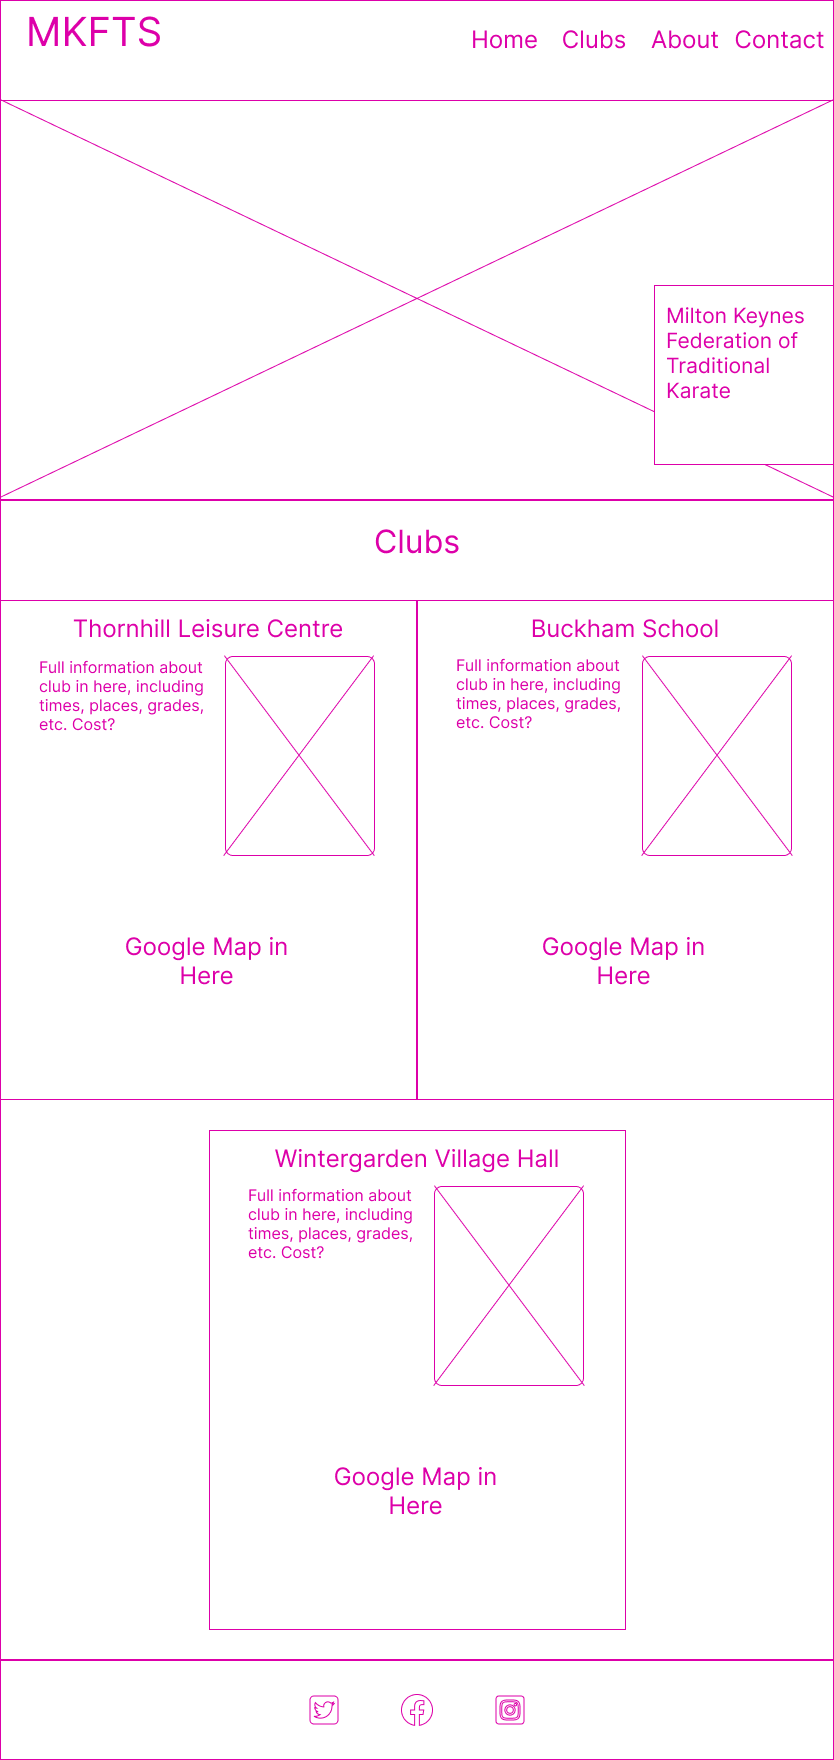 MKFTS
Home Clubs About Contact
Milton Keynes
Federation of
Traditional
Karate
Clubs
Thornhill Leisure Centre
Full information about
club in here, including
times, places, grades,
etc. Cost?
Google Map in
Here
Buckham School
Full information about
club in here, including
times, places, grades,
etc. Cost?
Google Map in
Here
Wintergarden Village Hall
Full information about
club in here, including
times, places, grades,
etc. Cost?
Google Map in
Here